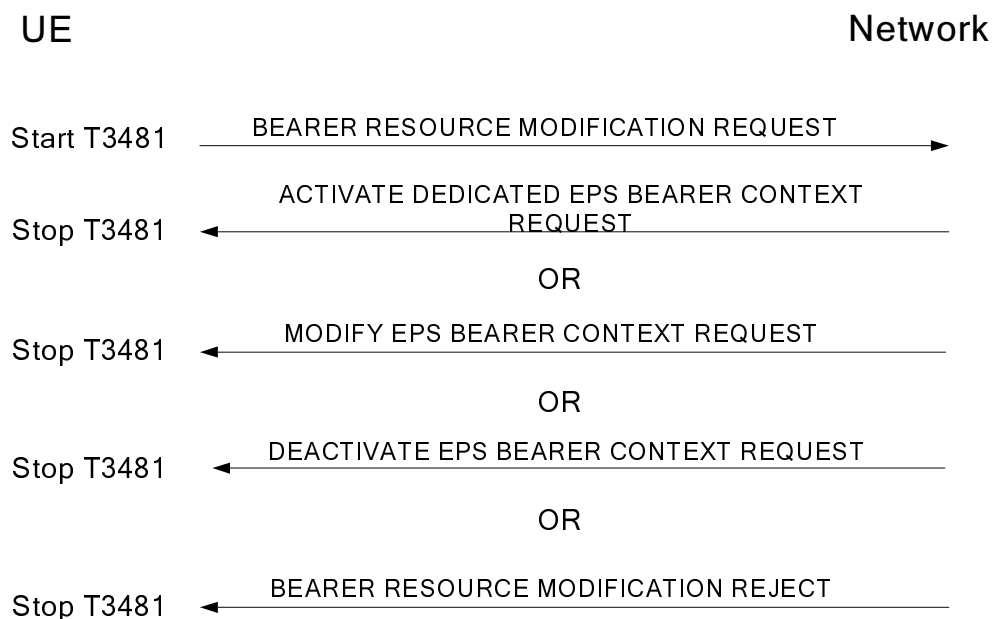 UE Network
Start T3481 BEARER RESOURCE MODIFICATION REQUEST
ACTIVATE DEDICATED EPS BEARER CONTEXT
REQUEST
Stop T3481
OR
MODIFY EPS BEARER CONTEXT REQUEST
Stop T3481
OR
DEACTIVATE EPS BEARER CONTEXT REQUEST
Stop T3481
OR
BEARER RESOURCE MODIFICATION REJECT
Stop T3481